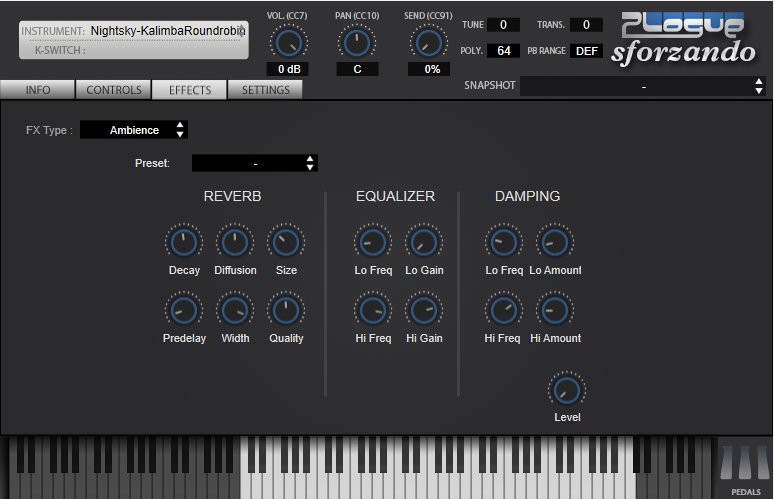 VOL. (CC7) PAN (CC10) SEND (CC91) TUNE 0 TRANS. 0 Plogue
INSTRUMENT: Nightsky-KalimbaRoundrobin
K-SWITCH : POLY. 64 PB RANGE DEF sforzando
0 dB C 0%
INFO CONTROLS EFFECTS SETTINGS SNAPSHOT -
FX Type : Ambience
Preset: -
REVERB EQUALIZER DAMPING
Decay Diffusion Size Lo Freq Lo Gain Lo Freq Lo Amount
Predelay Width Quality Hi Freq Hi Gain Hi Freq Hi Amount
Level
PEDALS